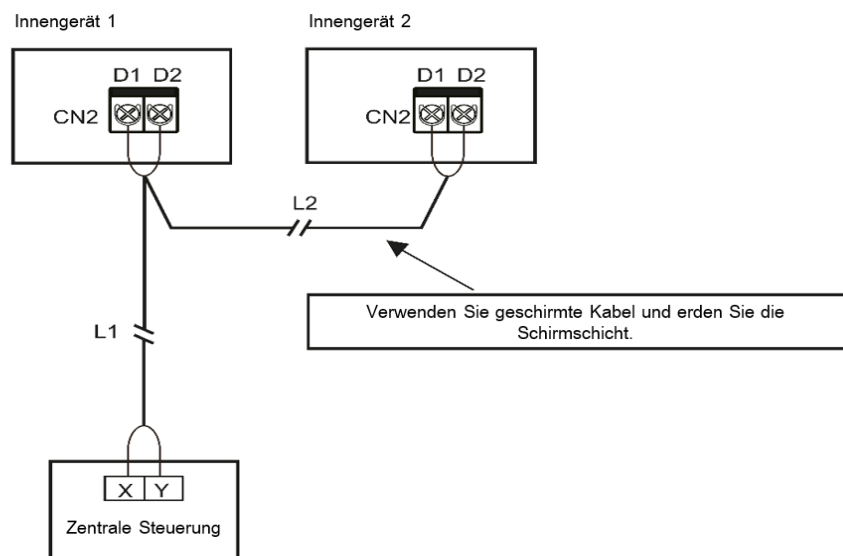 Innengerät 1
Innengerät 2
D1 D2
CN2
D1 D2
CN2
L2
Verwenden Sie geschirmte Kabel und erden Sie die
Schirmschicht.
L1
X Y
Zentrale Steuerung